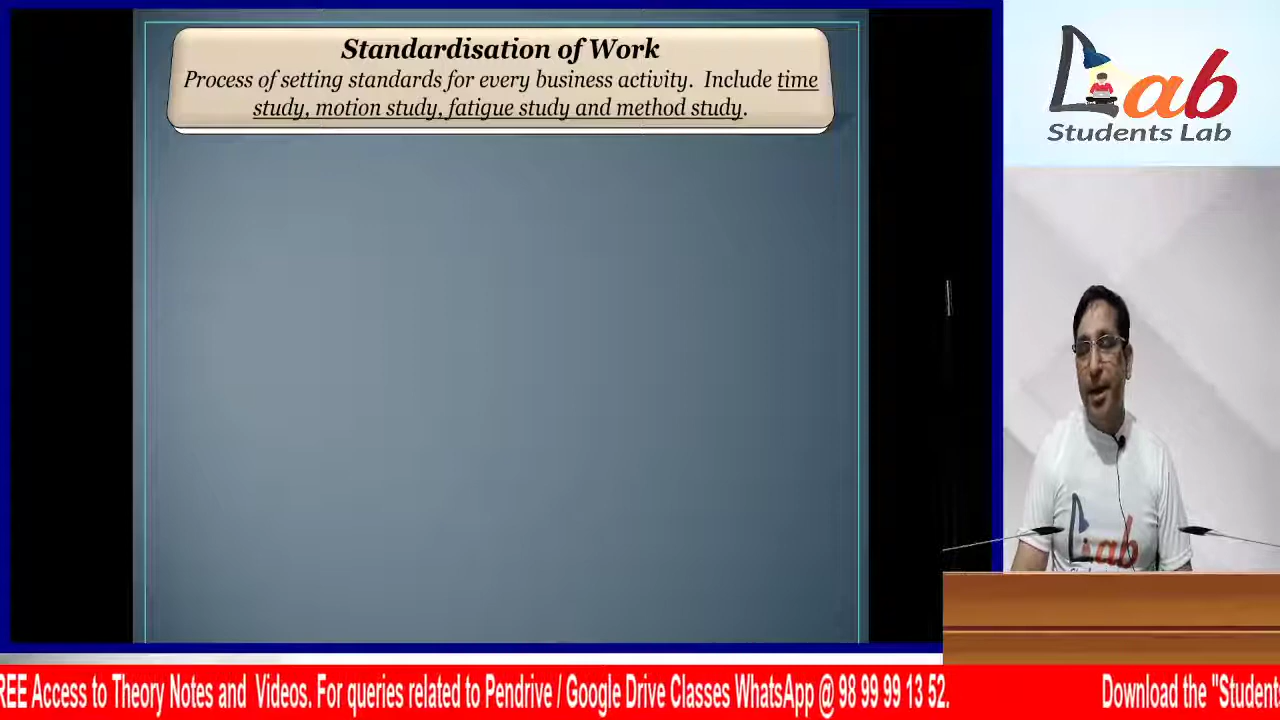 Standardisation of Work
Process of setting standards for every business activity.  Include time
study, motion study, fatigue study and method study.
Lab
Students Lab
Lab
REE Access to Theory Notes and  Videos. For queries related to Pendrive / Google Drive Classes WhatsApp @ 98 99 99 13 52.
Download the "Student